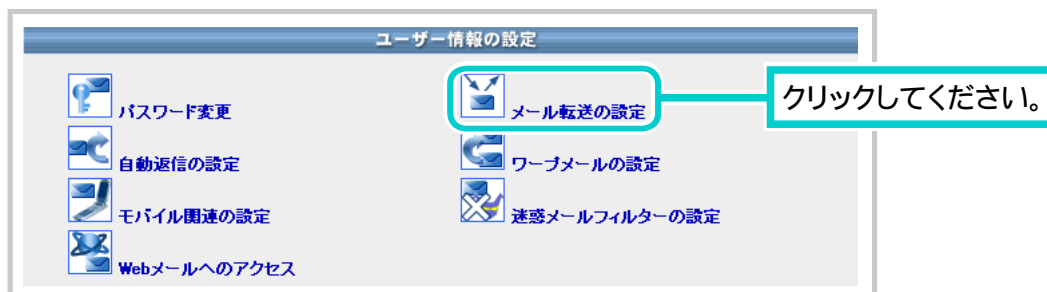 ユーザー情報の設定
パスワード変更
メール転送の設定
クリックしてください。
自動返信の設定
ワープメールの設定
モバイル関連の設定
迷惑メールフィルターの設定
Webメールへのアクセス